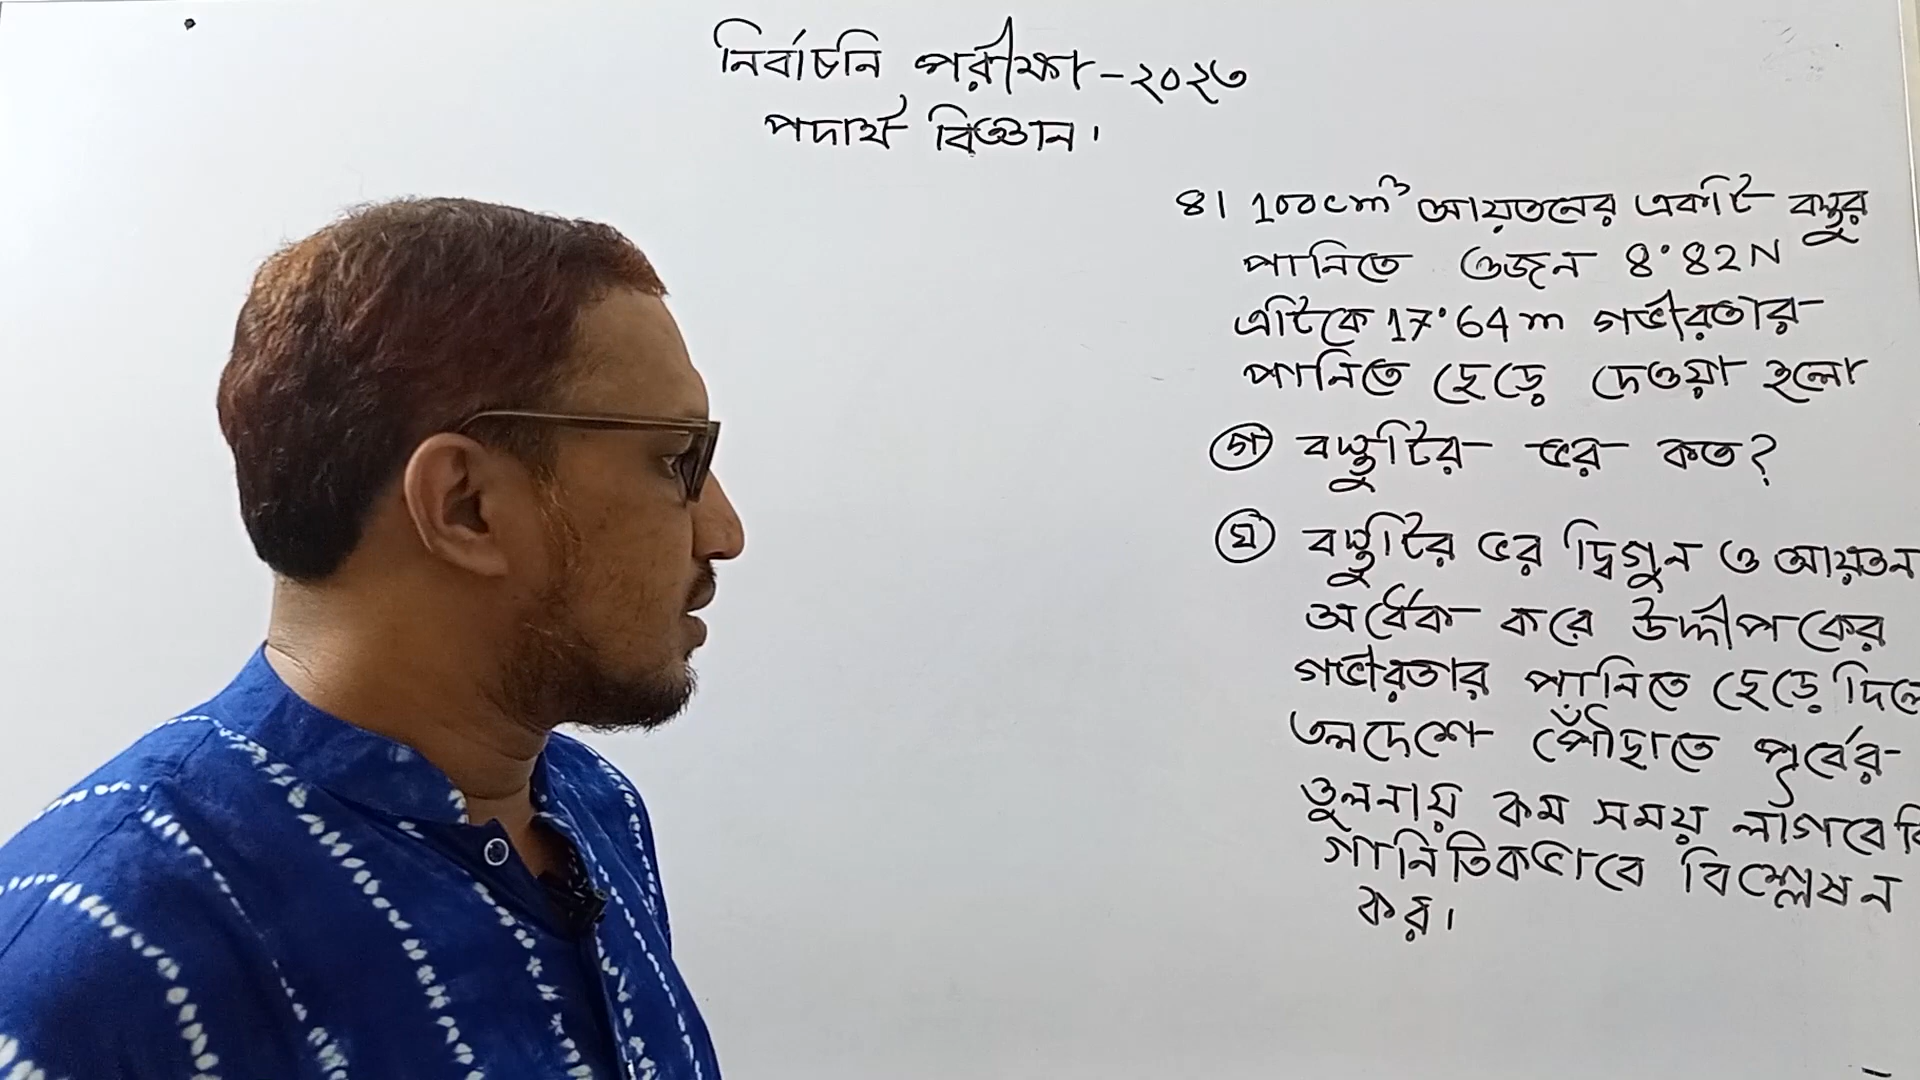 নির্বাচনি পরীক্ষা-২০২৩
পদার্থ বিজ্ঞান।
৪। 100cm³ আয়তনের একটি বস্তুর
পানিতে ওজন 8.82N
এটিকে 17.64m গভীরতার
পানিতে ছেড়ে দেওয়া হলো
গ বস্তুটির ভর কত?
ঘ বস্তুটির ভর দ্বিগুন ও আয়তন
অর্ধেক করে উদ্দীপকের
গভীরতার পানিতে ছেড়ে দিলে
তলদেশে পৌঁছাতে পূর্বের
তুলনায় কম সময় লাগবে কি
গানিতিকভাবে বিশ্লেষন
কর।